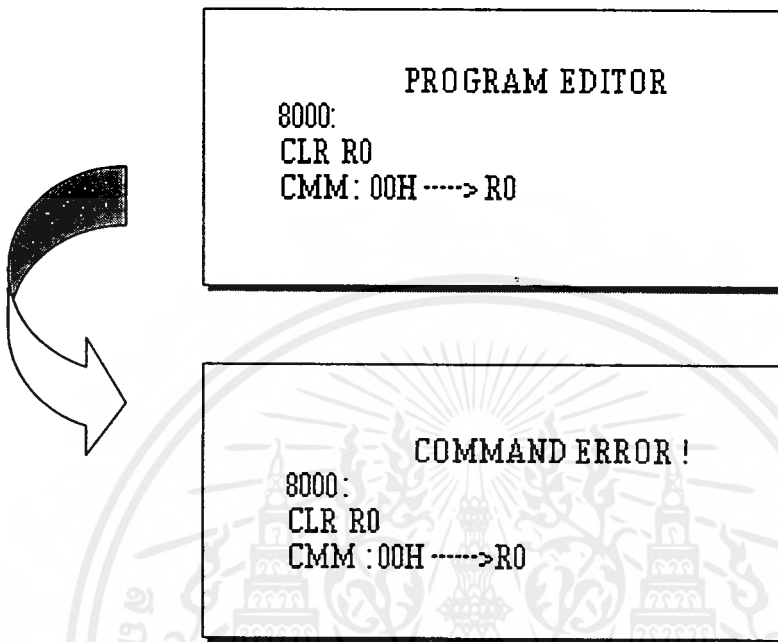 PROGRAM EDITOR
8000:
CLR R0
CMM : 00H -----> R0
COMMAND ERROR !
8000 :
CLR R0
CMM : 00H ------>R0